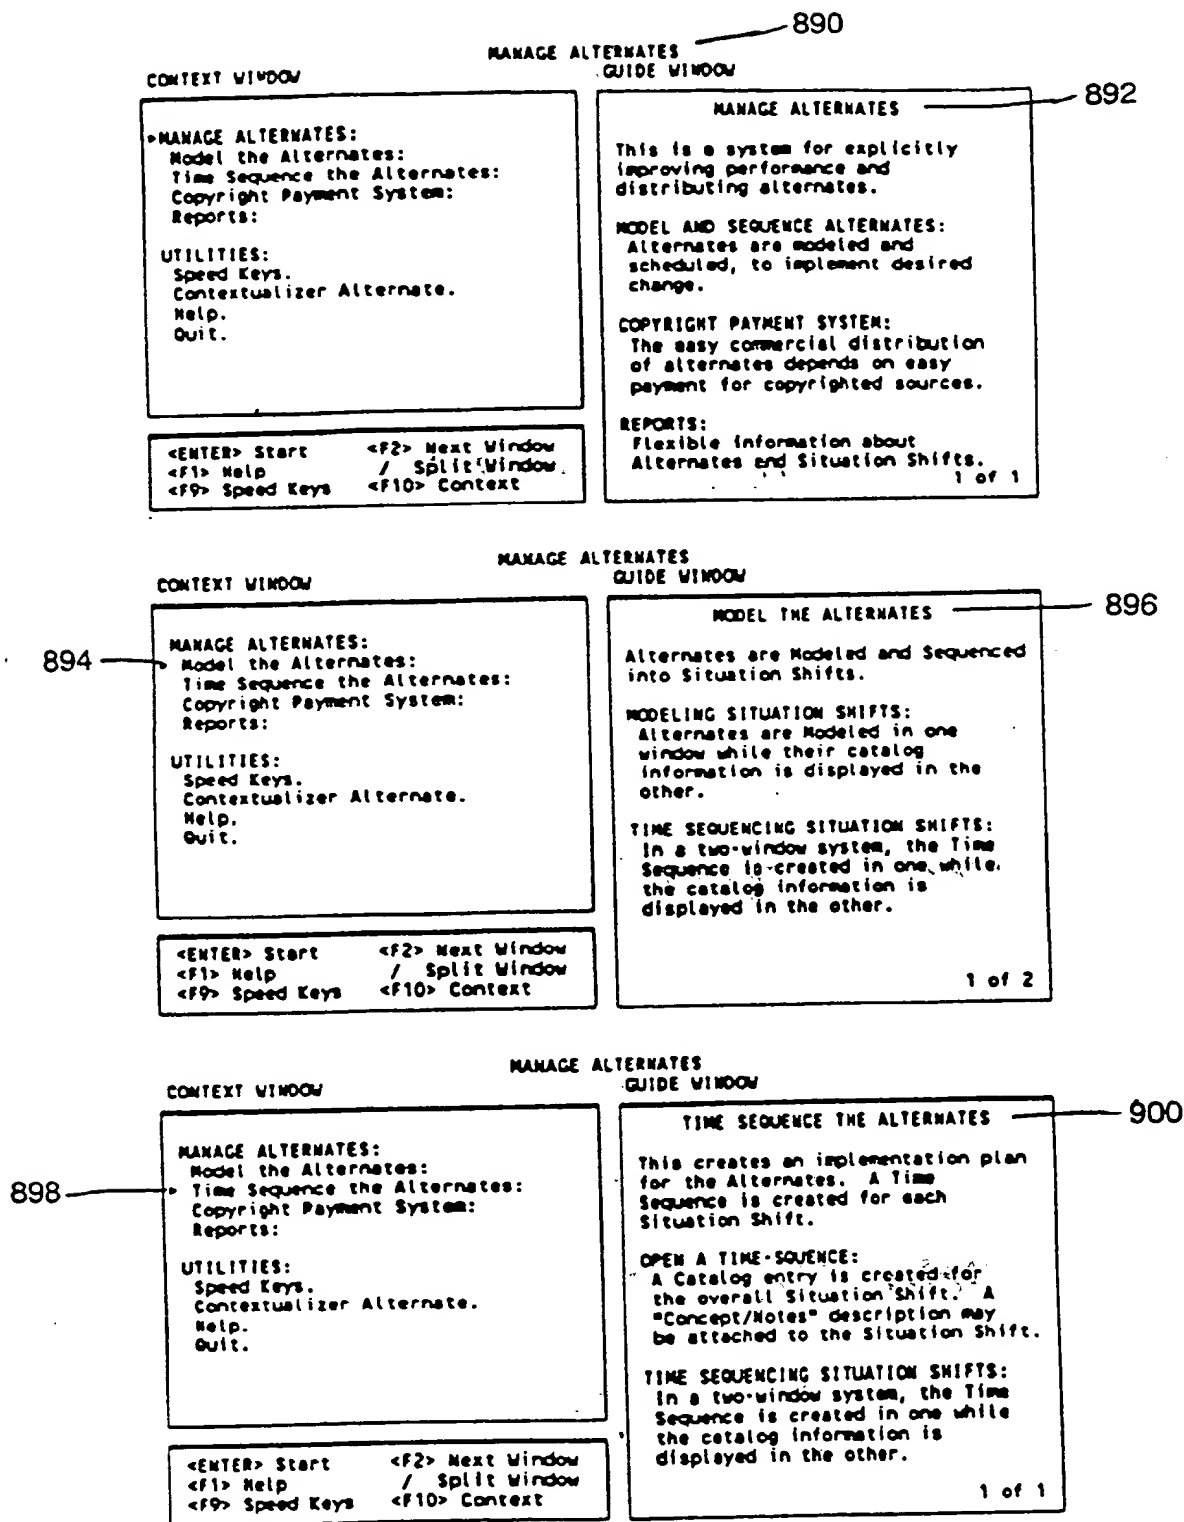 890
MANAGE ALTERNATES
CONTEXT WINDOW
MANAGE ALTERNATES:
Model the Alternates:
Time Sequence the Alternates:
Copyright Payment System:
Reports:
UTILITIES:
Speed Keys.
Contextualizer Alternate.
Help.
Quit.
<ENTER> Start <F2> Next Window
<F1> Help / Split Window
<F9> Speed Keys <F10> Context
GUIDE WINDOW
MANAGE ALTERNATES 892
This is a system for explicitly
improving performance and
distributing alternates.
MODEL AND SEQUENCE ALTERNATES:
Alternates are modeled and
scheduled, to implement desired
change.
COPYRIGHT PAYMENT SYSTEM:
The easy commercial distribution
of alternates depends on easy
payment for copyrighted sources.
REPORTS:
Flexible information about
Alternates and Situation Shifts.
1 of 1
MANAGE ALTERNATES
CONTEXT WINDOW
MANAGE ALTERNATES:
894 Model the Alternates:
Time Sequence the Alternates:
Copyright Payment System:
Reports:
UTILITIES:
Speed Keys.
Contextualizer Alternate.
Help.
Quit.
<ENTER> Start <F2> Next Window
<F1> Help / Split Window
<F9> Speed Keys <F10> Context
GUIDE WINDOW
MODEL THE ALTERNATES 896
Alternates are Modeled and Sequenced
into Situation Shifts.
MODELING SITUATION SHIFTS:
Alternates are Modeled in one
window while their catalog
information is displayed in the
other.
TIME SEQUENCING SITUATION SHIFTS:
In a two-window system, the Time
Sequence is created in one while
the catalog information is
displayed in the other.
1 of 2
MANAGE ALTERNATES
CONTEXT WINDOW
MANAGE ALTERNATES:
Model the Alternates:
898 Time Sequence the Alternates:
Copyright Payment System:
Reports:
UTILITIES:
Speed Keys.
Contextualizer Alternate.
Help.
Quit.
<ENTER> Start <F2> Next Window
<F1> Help / Split Window
<F9> Speed Keys <F10> Context
GUIDE WINDOW
TIME SEQUENCE THE ALTERNATES 900
This creates an implementation plan
for the Alternates. A Time
Sequence is created for each
Situation Shift.
OPEN A TIME-SQUENCE:
A Catalog entry is created for
the overall Situation Shift. A
"Concept/Notes" description may
be attached to the Situation Shift.
TIME SEQUENCING SITUATION SHIFTS:
In a two-window system, the Time
Sequence is created in one while
the catalog information is
displayed in the other.
1 of 1